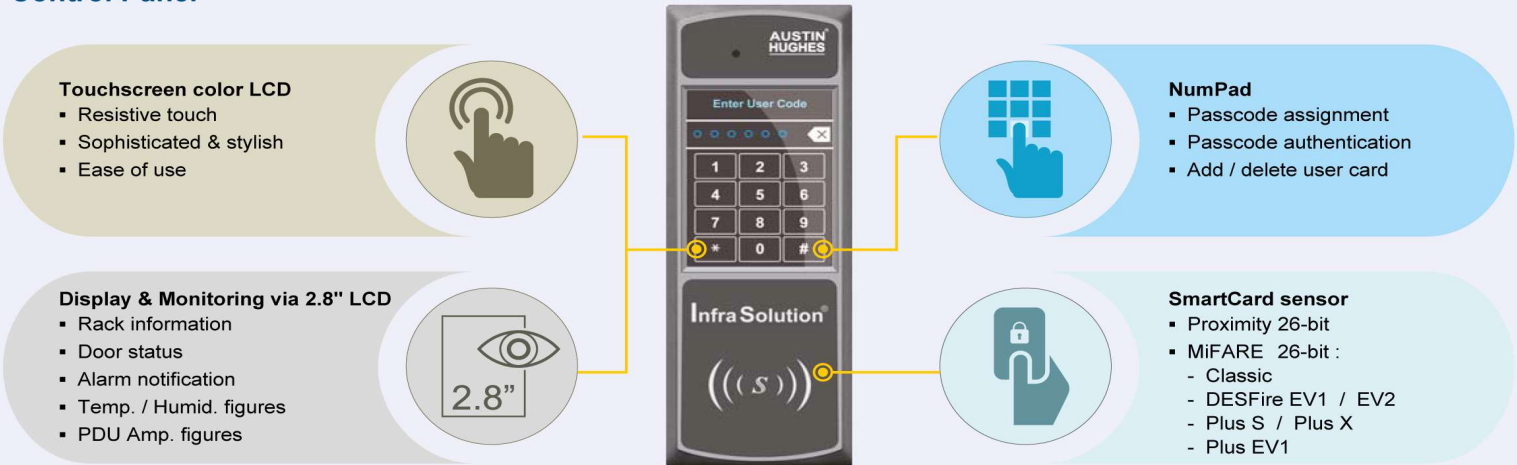 Touchscreen color LCD
▪ Resistive touch
▪ Sophisticated & stylish
▪ Ease of use
Display & Monitoring via 2.8" LCD
▪ Rack information
▪ Door status
▪ Alarm notification
▪ Temp. / Humid. figures
▪ PDU Amp. figures
2.8”
AUSTIN
HUGHES
Enter User Code
1 2 3
4 5 6
7 8 9
* 0 #
InfraSolution®
((( S )))
NumPad
▪ Passcode assignment
▪ Passcode authentication
▪ Add / delete user card
SmartCard sensor
▪ Proximity 26-bit
▪ MiFARE 26-bit :
- Classic
- DESFire EV1 / EV2
- Plus S / Plus X
- Plus EV1